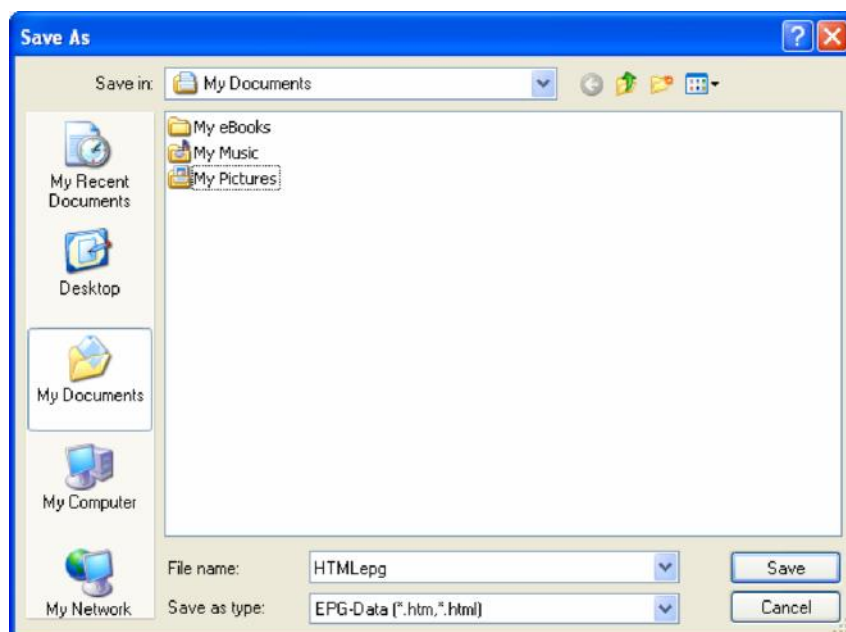 Save As
Save in:
My Documents
My eBooks
My Music
My Pictures
My Recent
Documents
Desktop
My Documents
My Computer
My Network
File name:
HTMLepg
Save
Save as type:
EPG-Data (*.htm,*.html)
Cancel